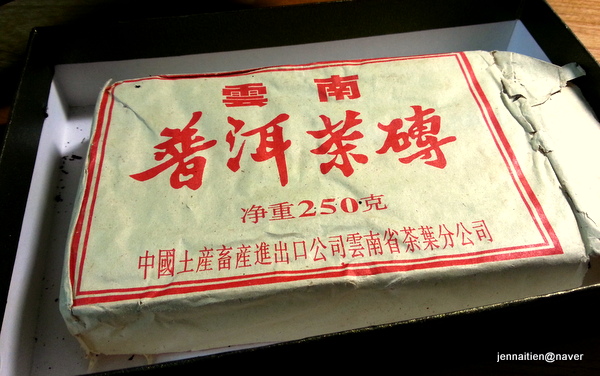 雲南
普洱茶磚
净重250克
中國土産畜産進出口公司雲南省茶葉分公司
jennaitien@naver